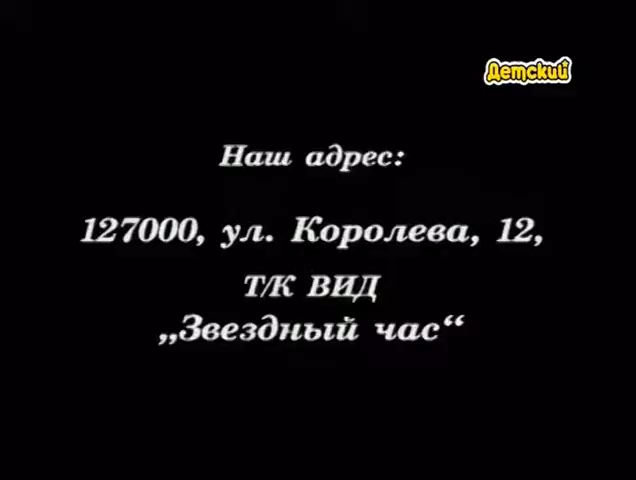 Детский
Наш адрес:
127000, ул. Королева, 12,
Т/К ВИД
„Звездный час“